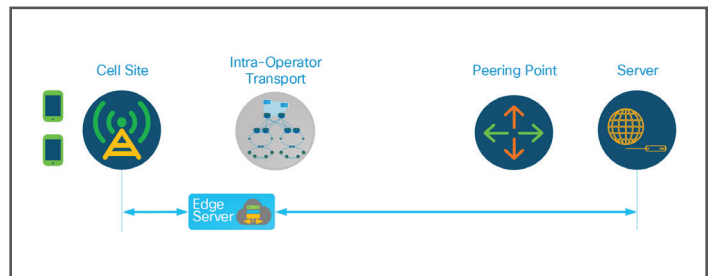 Cell Site
Intra-Operator
Transport
Peering Point
Server
Edge
Server